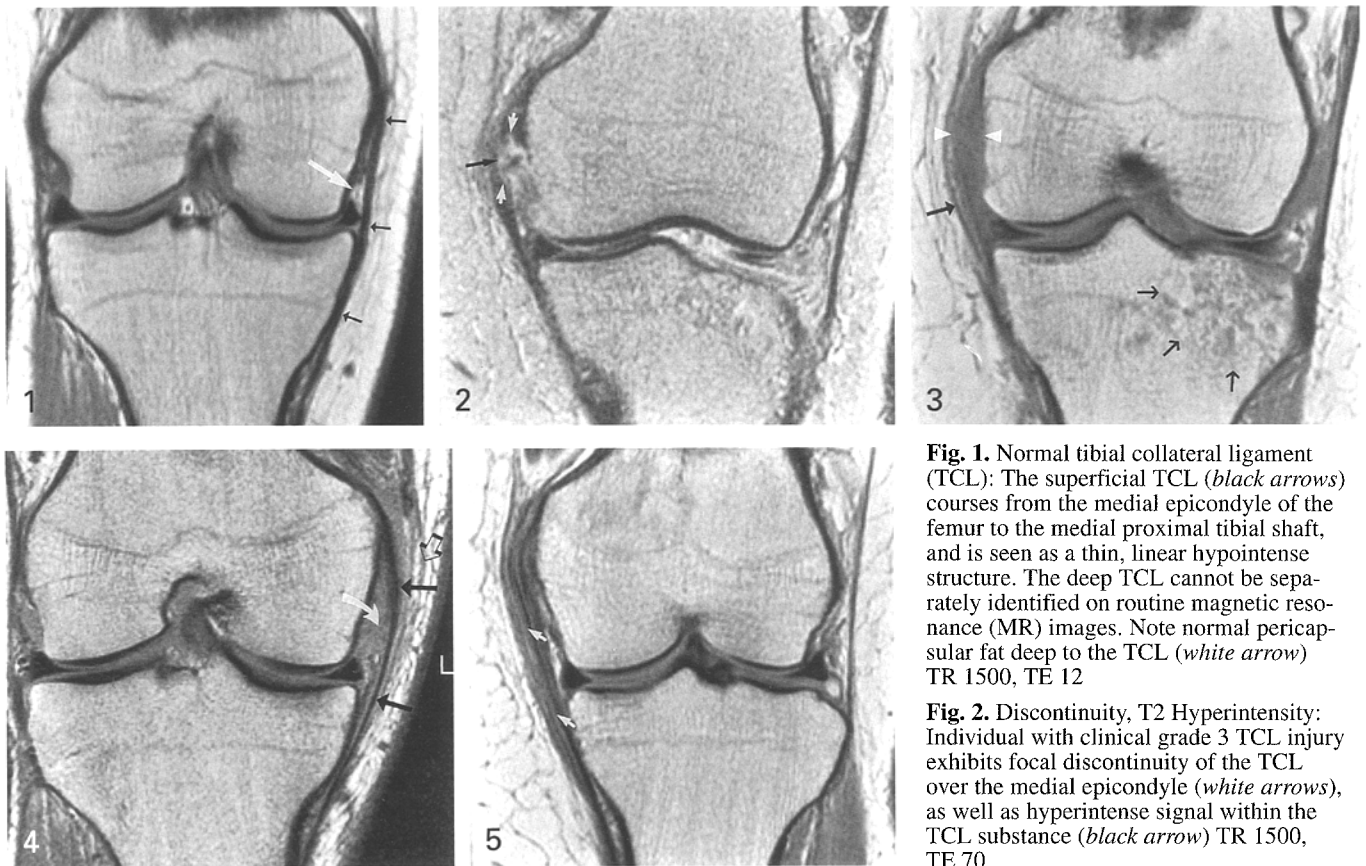 1
2
3
4
5
Fig. 1. Normal tibial collateral ligament
(TCL): The superficial TCL (black arrows)
courses from the medial epicondyle of the
femur to the medial proximal tibial shaft,
and is seen as a thin, linear hypointense
structure. The deep TCL cannot be sepa-
rately identified on routine magnetic reso-
nance (MR) images. Note normal pericap-
sular fat deep to the TCL (white arrow)
TR 1500, TE 12
Fig. 2. Discontinuity, T2 Hyperintensity:
Individual with clinical grade 3 TCL injury
exhibits focal discontinuity of the TCL
over the medial epicondyle (white arrows),
as well as hyperintense signal within the
TCL substance (black arrow) TR 1500,
TE 70